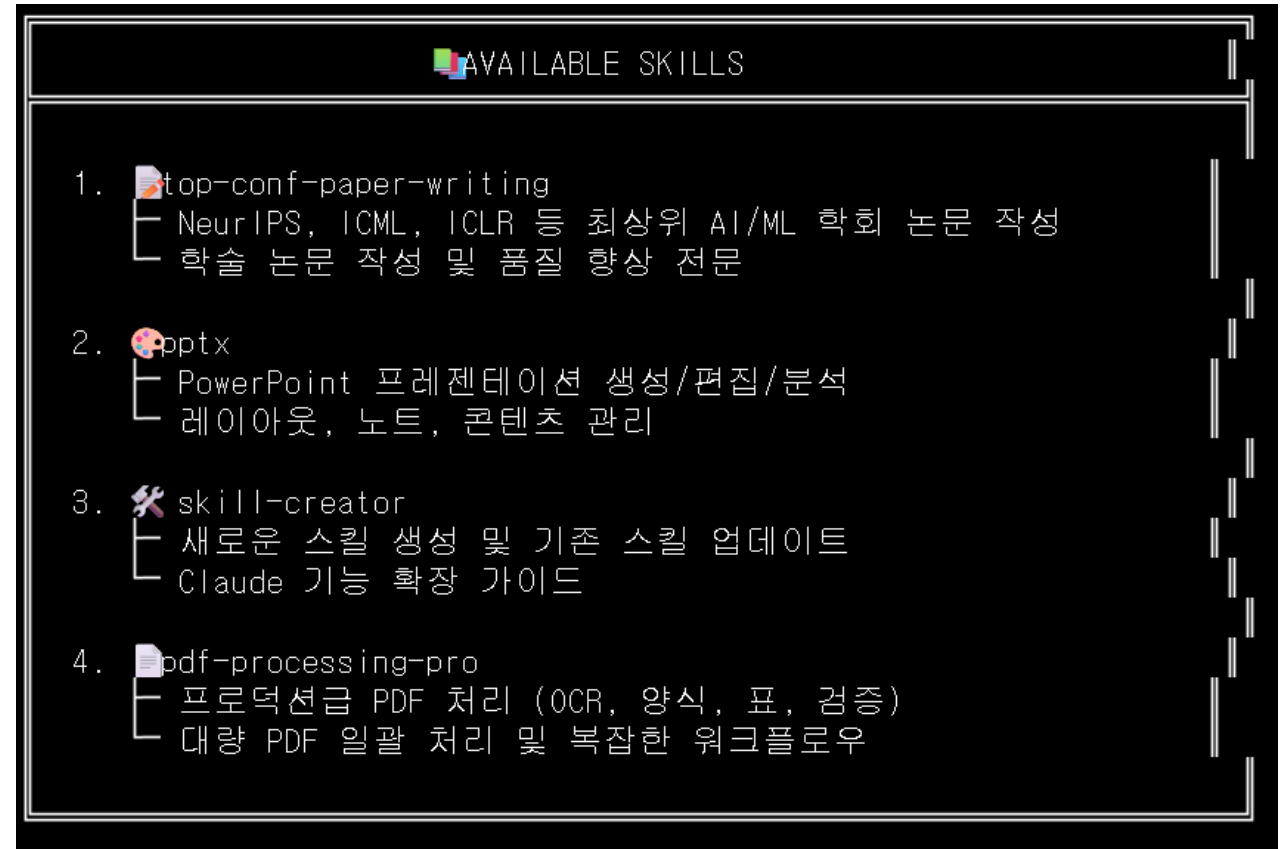 AVAILABLE SKILLS
1. top-conf-paper-writing
NeurIPS, ICML, ICLR 등 최상위 AI/ML 학회 논문 작성
학술 논문 작성 및 품질 향상 전문
2. pptx
PowerPoint 프레젠테이션 생성/편집/분석
레이아웃, 노트, 콘텐츠 관리
3. skill-creator
새로운 스킬 생성 및 기존 스킬 업데이트
Claude 기능 확장 가이드
4. pdf-processing-pro
프로덕션급 PDF 처리 (OCR, 양식, 표, 검증)
대량 PDF 일괄 처리 및 복잡한 워크플로우